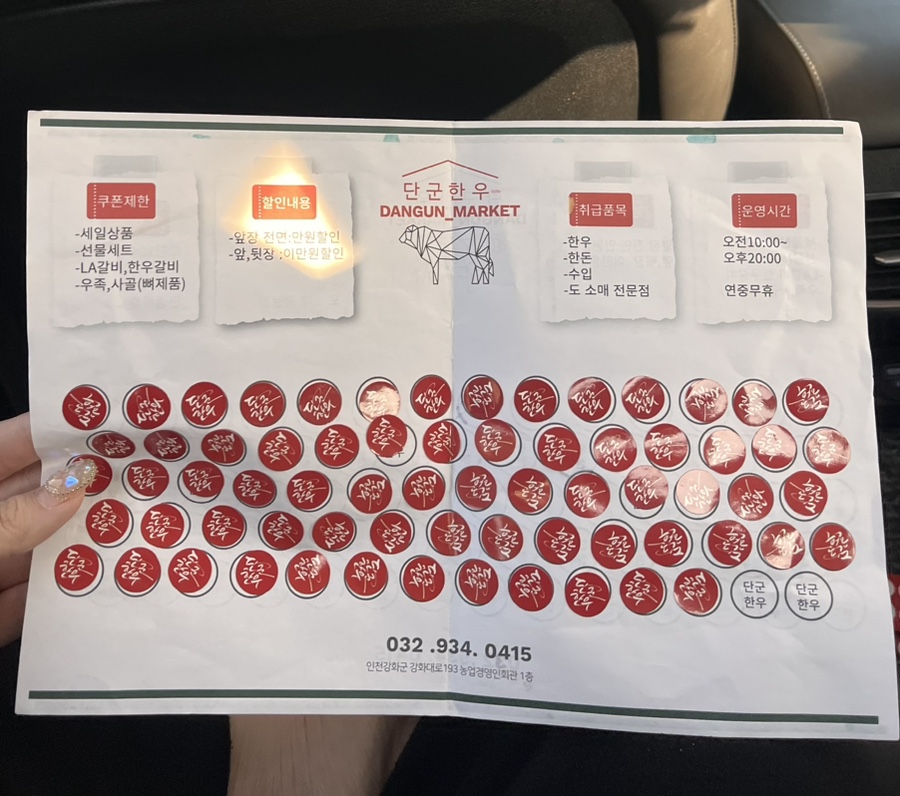 쿠폰제한
-세일상품
-선물세트
-LA갈비,한우갈비
-우족,사골(뼈제품)
할인내용
-앞장 전면:만원할인
-앞,뒷장 :이만원할인
단군한우
DANGUN_MARKET
취급품목
-한우
-한돈
-수입
-도 소매 전문점
운영시간
오전10:00~
오후20:00
연중무휴
단군
한우
단군
한우
032 .934. 0415
인천강화군 강화대로193 농업경영인회관 1층